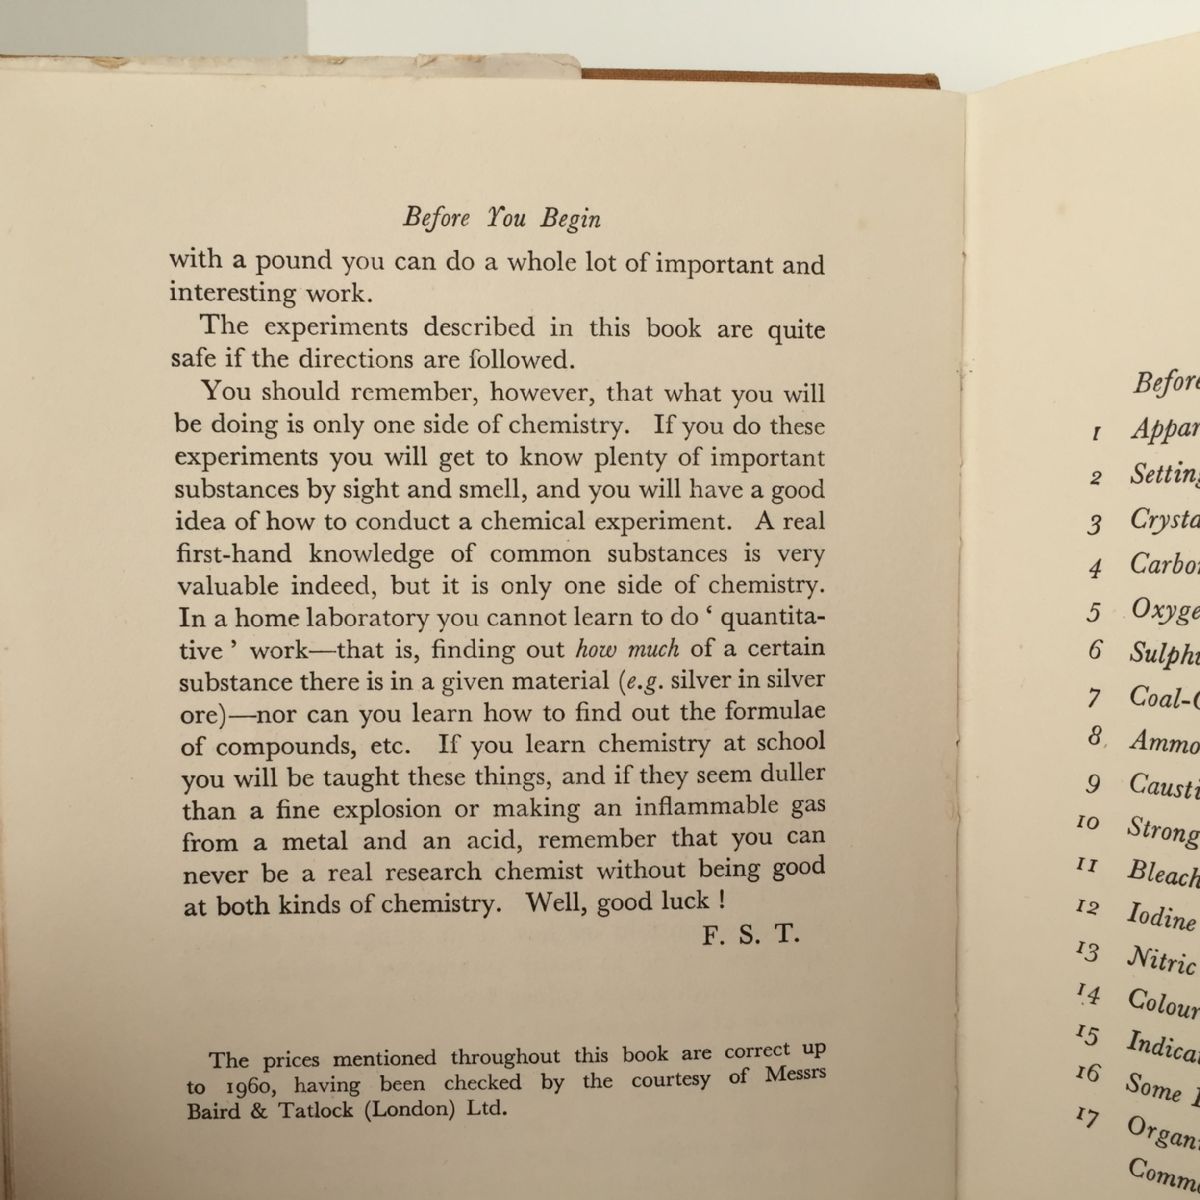 Before You Begin
with a pound you can do a whole lot of important and
interesting work.
The experiments described in this book are quite
safe if the directions are followed.
You should remember, however, that what you will
be doing is only one side of chemistry. If you do these
experiments you will get to know plenty of important
substances by sight and smell, and you will have a good
idea of how to conduct a chemical experiment. A real
first-hand knowledge of common substances is very
valuable indeed, but it is only one side of chemistry.
In a home laboratory you cannot learn to do ‘ quantita-
tive ’ work—that is, finding out how much of a certain
substance there is in a given material (e.g. silver in silver
ore)—nor can you learn how to find out the formulae
of compounds, etc. If you learn chemistry at school
you will be taught these things, and if they seem duller
than a fine explosion or making an inflammable gas
from a metal and an acid, remember that you can
never be a real research chemist without being good
at both kinds of chemistry. Well, good luck !
F. S. T.
The prices mentioned throughout this book are correct up
to 1960, having been checked by the courtesy of Messrs
Baird & Tatlock (London) Ltd.
Before
1
2
3
4
5
6
7
8
9
10 Strong
11 Bleach
12 Iodine
13 Nitric
14 Colour
15
16 Some
17